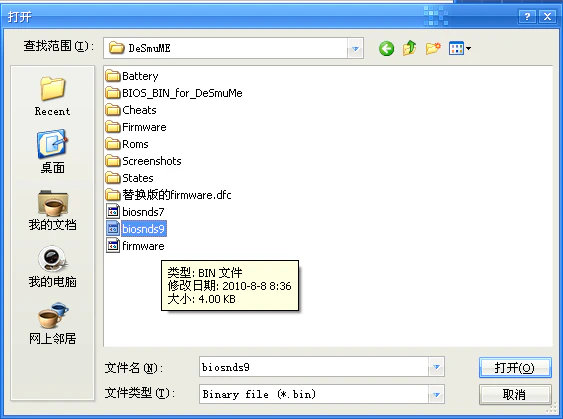 打开
查找范围(I):
DeSmuME
Recent
桌面
我的文档
我的电脑
网上邻居
Battery
BIOS_BIN_for_DeSmuMe
Cheats
Firmware
Roms
Screenshots
States
替换版的firmware.dfc
biosnds7
biosnds9
firmware
类型: BIN 文件
修改日期: 2010-8-8 8:36
大小: 4.00 KB
文件名(N):
biosnds9
打开(O)
文件类型(T):
Binary file (*.bin)
取消